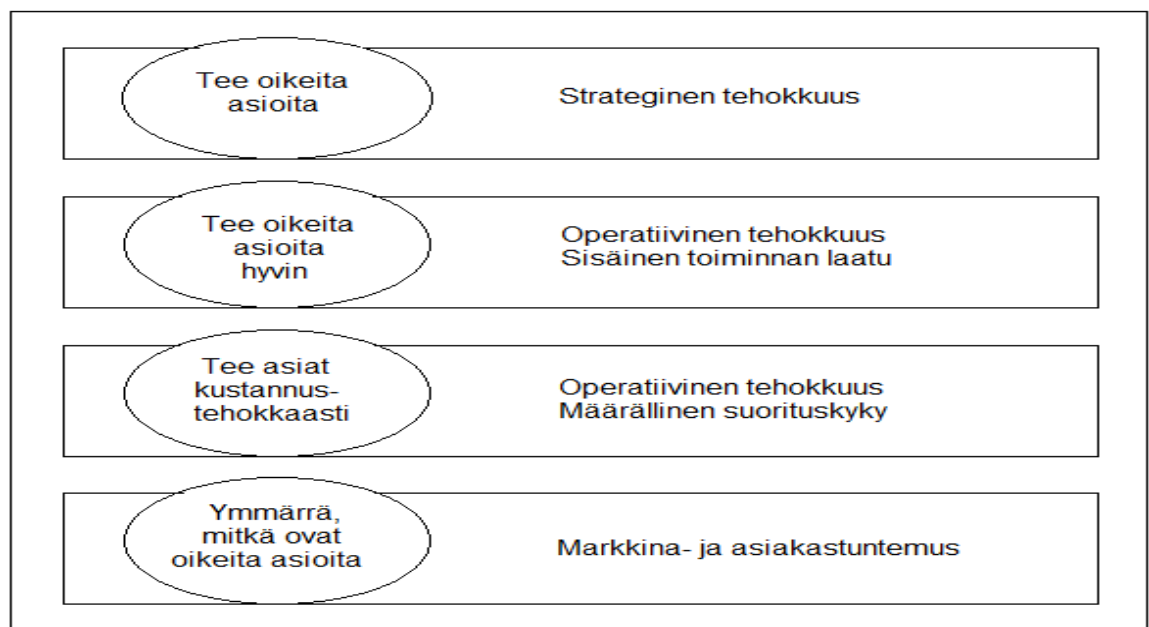 Tee oikeita
asioita
Strateginen tehokkuus
Tee oikeita
asioita
hyvin
Operatiivinen tehokkuus
Sisäinen toiminnan laatu
Tee asiat
kustannus-
tehokkaasti
Operatiivinen tehokkuus
Määrällinen suorituskyky
Ymmärrä,
mitkä ovat
oikeita asioita
Markkina- ja asiakastuntemus